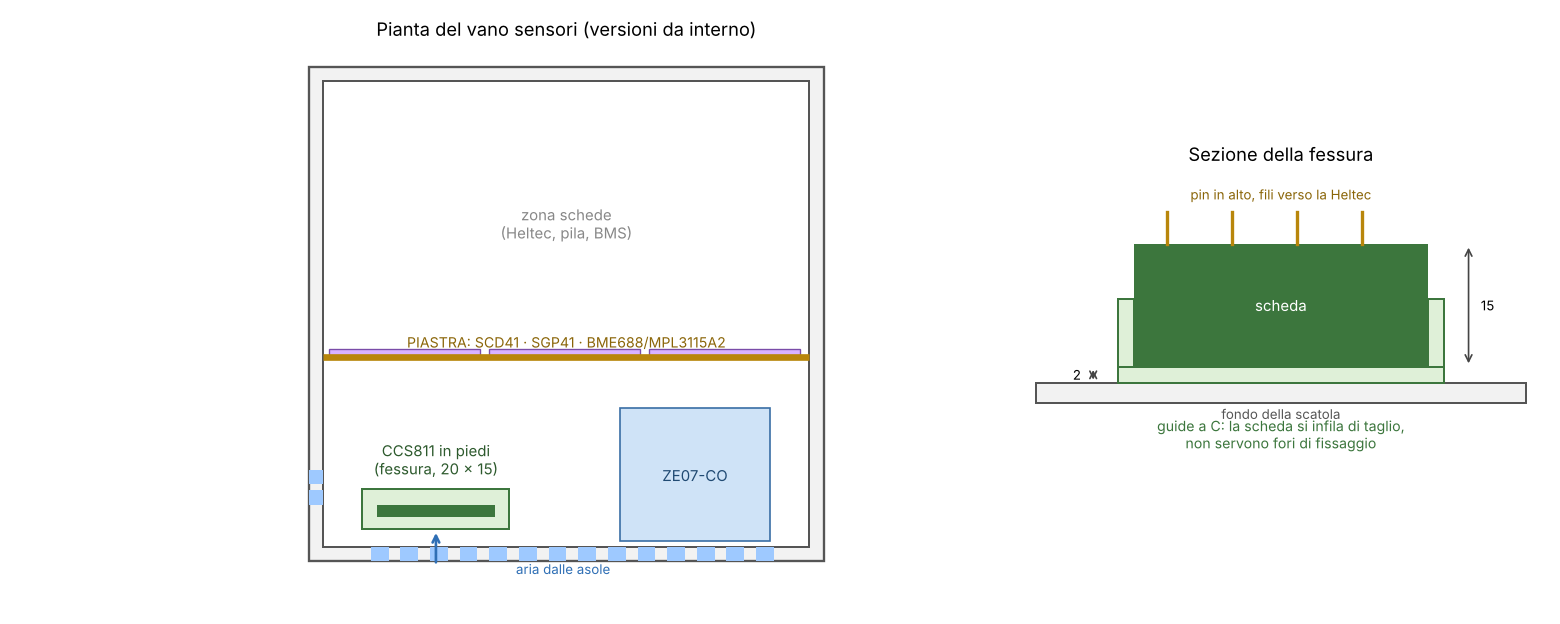 Pianta del vano sensori (versioni da interno)
zona schede
(Heltec, pila, BMS)
PIASTRA: SCD41 · SGP41 · BME688/MPL3115A2
CCS811 in piedi
(fessura, 20 × 15)
ZE07-CO
aria dalle asole
Sezione della fessura
pin in alto, fili verso la Heltec
scheda
15
2
fondo della scatola
guide a C: la scheda si infila di taglio,
non servono fori di fissaggio